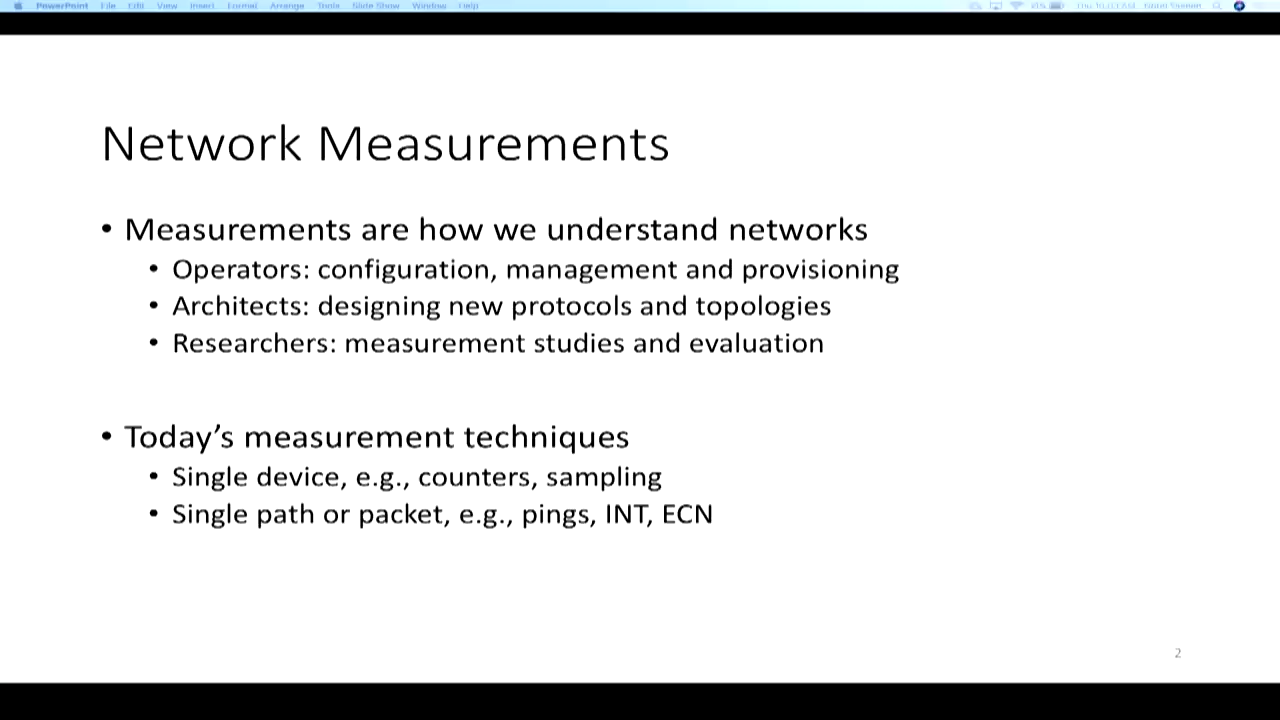 PowerPoint File Edit View Insert Format Arrange Tools Slide Show Window Help
Network Measurements
• Measurements are how we understand networks
• Operators: configuration, management and provisioning
• Architects: designing new protocols and topologies
• Researchers: measurement studies and evaluation
• Today’s measurement techniques
• Single device, e.g., counters, sampling
• Single path or packet, e.g., pings, INT, ECN
2